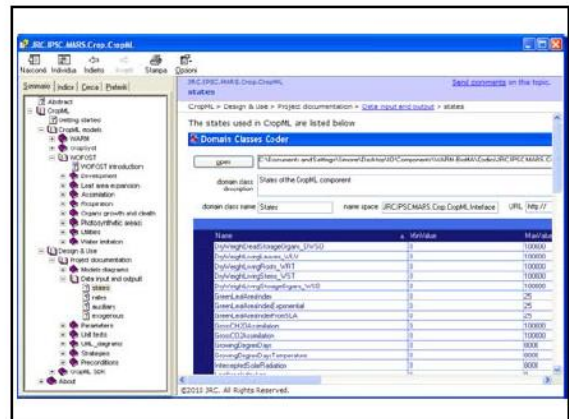 JRC.IPSC.MARS.Crop.CropML
Nascondi Individua Indietro Avanti Stampa Opzioni
Sommario Indice Cerca Preferiti
Abstract
CropML
Getting started
CropML models
WARM
CropSyst
WOFOST
WOFOST introduction
Development
Leaf area expansion
Assimilation
Respiration
Organs growth and death
Photosynthetic areas
Utilities
Water limitation
Design & Use
Project documentation
Models diagrams
Data input and output
states
rates
auxiliary
exogenous
Parameters
Unit tests
UML_diagrams
Strategies
Preconditions
CropML SDK
About
JRC.IPSC.MARS.Crop.CropML
Send comments on this topic.
states
CropML > Design & Use > Project documentation > Data input and output > states
The states used in CropML are listed below
Domain Classes Coder
open
domain class description
States of the CropML component
domain class name States name space JRC.IPSC.MARS.Crop.CropML.Interface URL http://
Name MinValue MaxValue
DryWeightDeadStorageOrgans_DWSO 0 100000
DryWeightLivingLeaves_WLV 0 100000
DryWeightLivingRoots_WRT 0 100000
DryWeightLivingStems_WST 0 100000
DryWeightLivingStorageOrgans_WSO 0 100000
GreenLeafAreaIndex 0 25
GreenLeafAreaIndexExponential 0 25
GreenLeafAreaIndexFromSLA 0 25
GrossCH2OAssimilation 0 100000
GrossCO2Assimilation 0 100000
GrowingDegreeDays 0 8000
GrowingDegreeDaysTemperature 0 8000
InterceptedSolarRadiation 0 8000
©2010 JRC. All Rights Reserved.